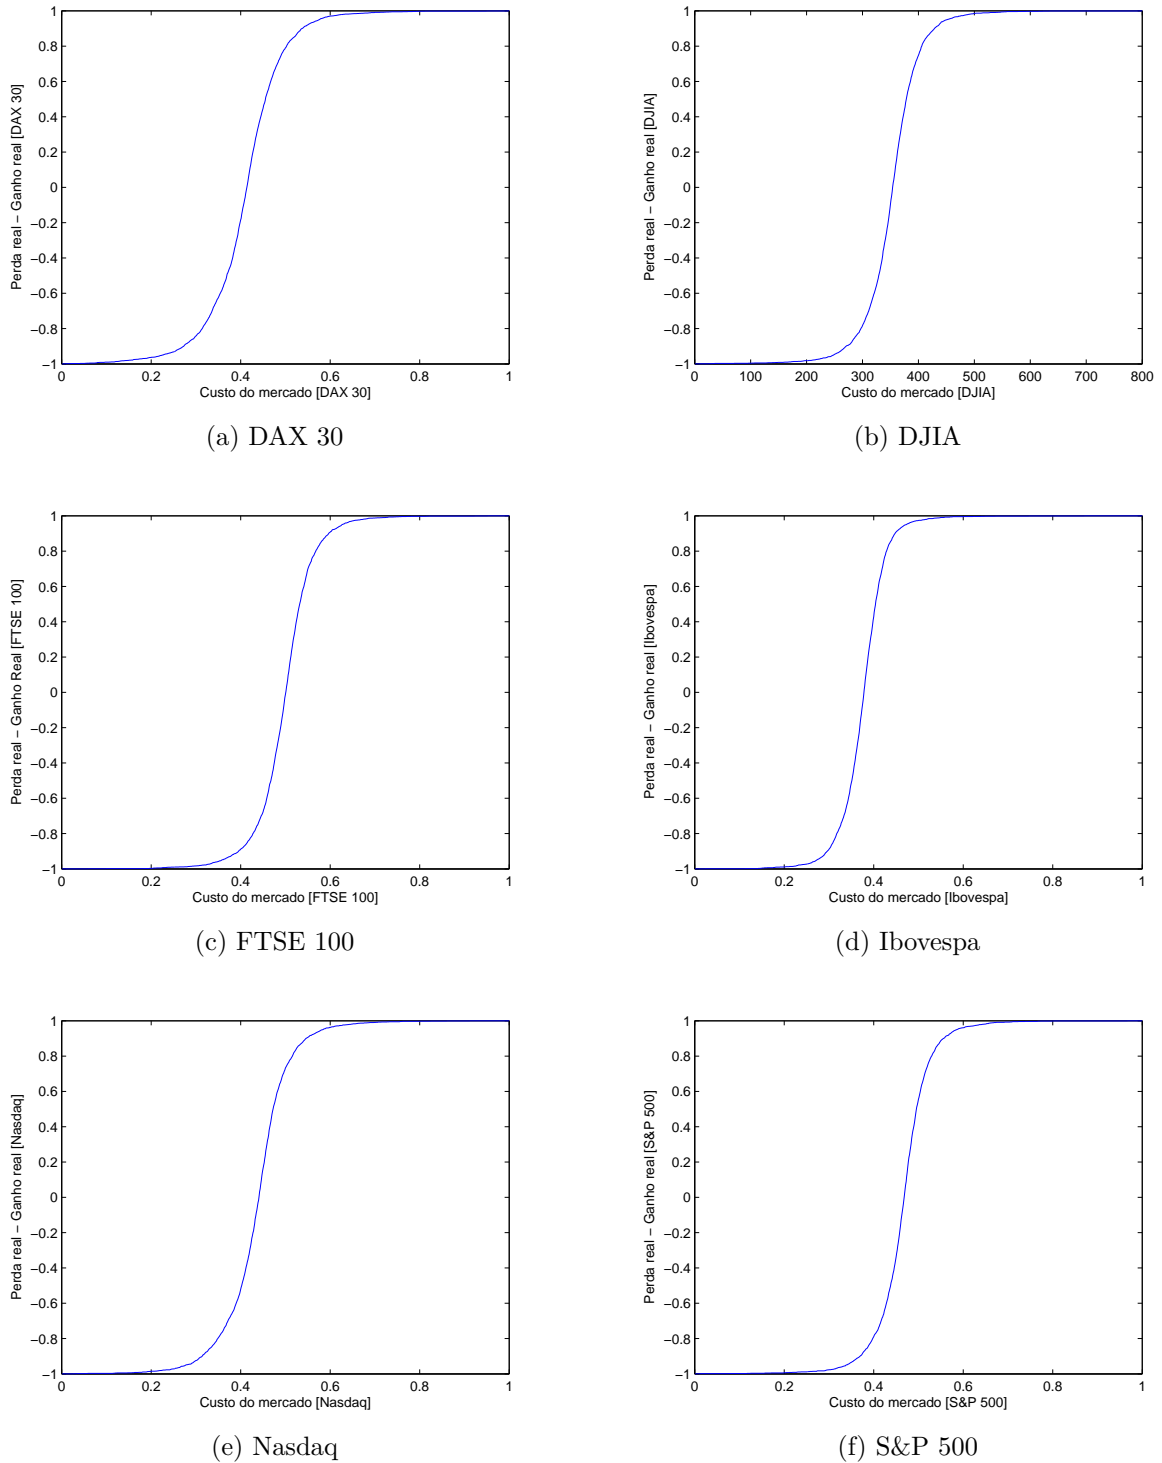 1
0.8
0.6
0.4
0.2
0
−0.2
−0.4
−0.6
−0.8
−1
Perda real − Ganho real [DAX 30]
0 0.2 0.4 0.6 0.8 1
Custo do mercado [DAX 30]
(a) DAX 30
1
0.8
0.6
0.4
0.2
0
−0.2
−0.4
−0.6
−0.8
−1
Perda real − Ganho real [DJIA]
0 100 200 300 400 500 600 700 800
Custo do mercado [DJIA]
(b) DJIA
1
0.8
0.6
0.4
0.2
0
−0.2
−0.4
−0.6
−0.8
−1
Perda real − Ganho Real [FTSE 100]
0 0.2 0.4 0.6 0.8 1
Custo do mercado [FTSE 100]
(c) FTSE 100
1
0.8
0.6
0.4
0.2
0
−0.2
−0.4
−0.6
−0.8
−1
Perda real − Ganho real [Ibovespa]
0 0.2 0.4 0.6 0.8 1
Custo do mercado [Ibovespa]
(d) Ibovespa
1
0.8
0.6
0.4
0.2
0
−0.2
−0.4
−0.6
−0.8
−1
Perda real − Ganho real [Nasdaq]
0 0.2 0.4 0.6 0.8 1
Custo do mercado [Nasdaq]
(e) Nasdaq
1
0.8
0.6
0.4
0.2
0
−0.2
−0.4
−0.6
−0.8
−1
Perda real − Ganho real [S&P 500]
0 0.2 0.4 0.6 0.8 1
Custo do mercado [S&P 500]
(f) S&P 500